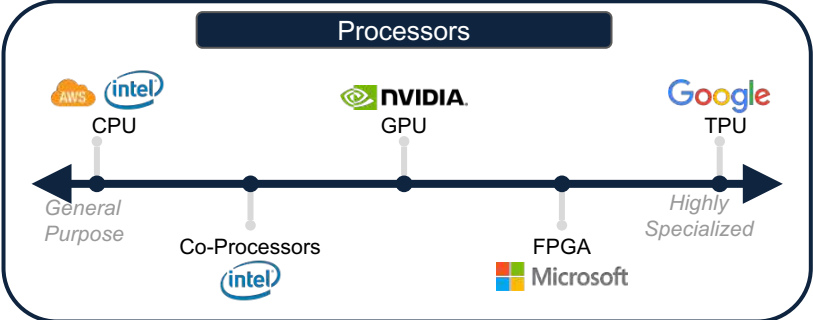 Processors
AWS intel NVIDIA. Google
CPU GPU TPU
General Highly
Purpose Specialized
Co-Processors FPGA
intel Microsoft